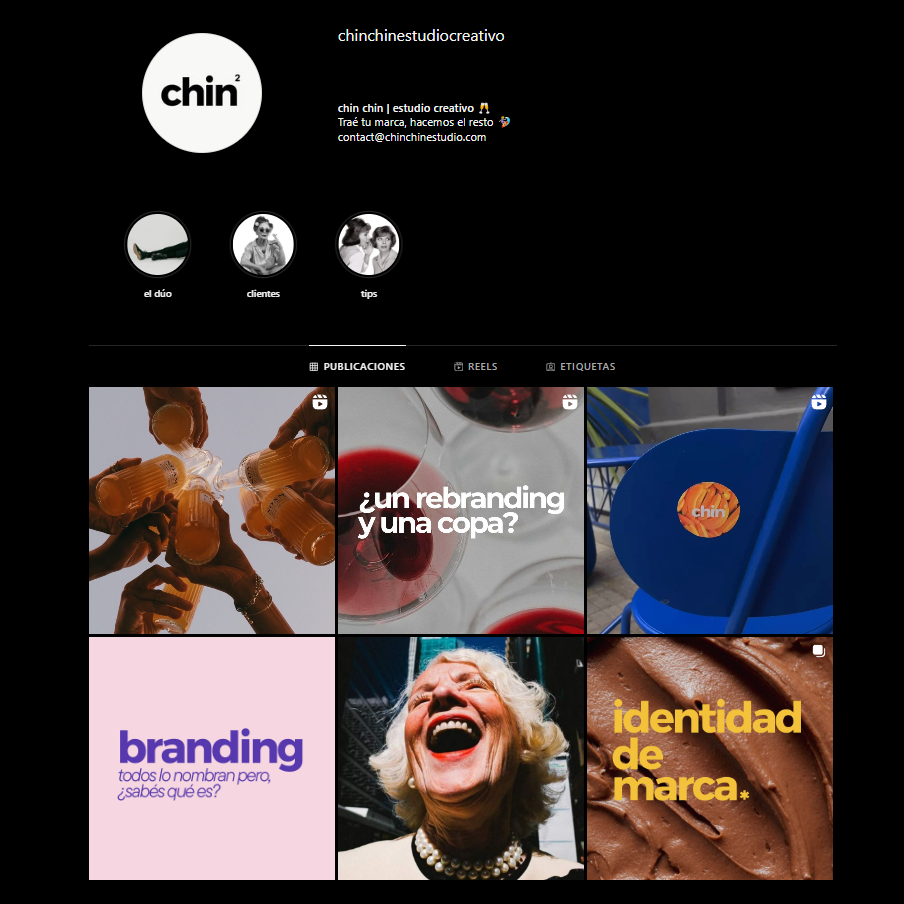 chin²
chinchinestudiocreativo
chin chin | estudio creativo 🥂
Traé tu marca, hacemos el resto
contact@chinchinestudio.com
el dúo
clientes
tips
PUBLICACIONES
REELS
ETIQUETAS
¿un rebranding
y una copa?
chin
branding
todos lo nombran pero,
¿sabés qué es?
identidad
de
marca*